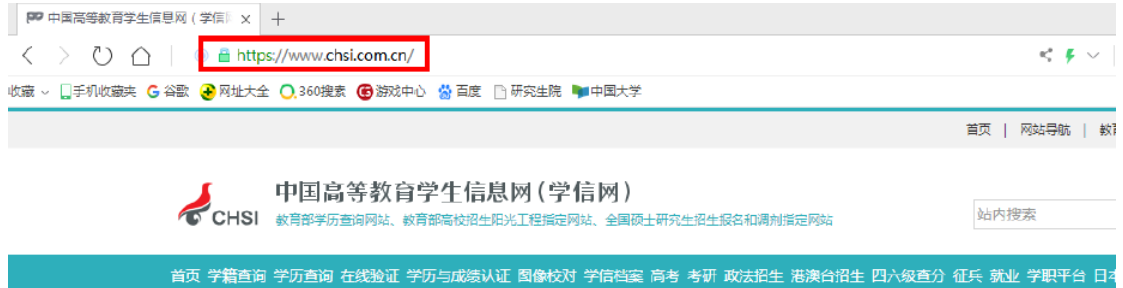 中国高等教育学生信息网(学信
https://www.chsi.com.cn/
收藏 手机收藏夹 谷歌 网址大全 360搜索 游戏中心 百度 研究生院 中国大学
首页 | 网站导航 | 教育
中国高等教育学生信息网(学信网)
CHSI 教育部学历查询网站、教育部高校招生阳光工程指定网站、全国硕士研究生招生报名和调剂指定网站
站内搜索
首页 学籍查询 学历查询 在线验证 学历与成绩认证 图像校对 学信档案 高考 考研 政法招生 港澳台招生 四六级查分 征兵 就业 学职平台 日本